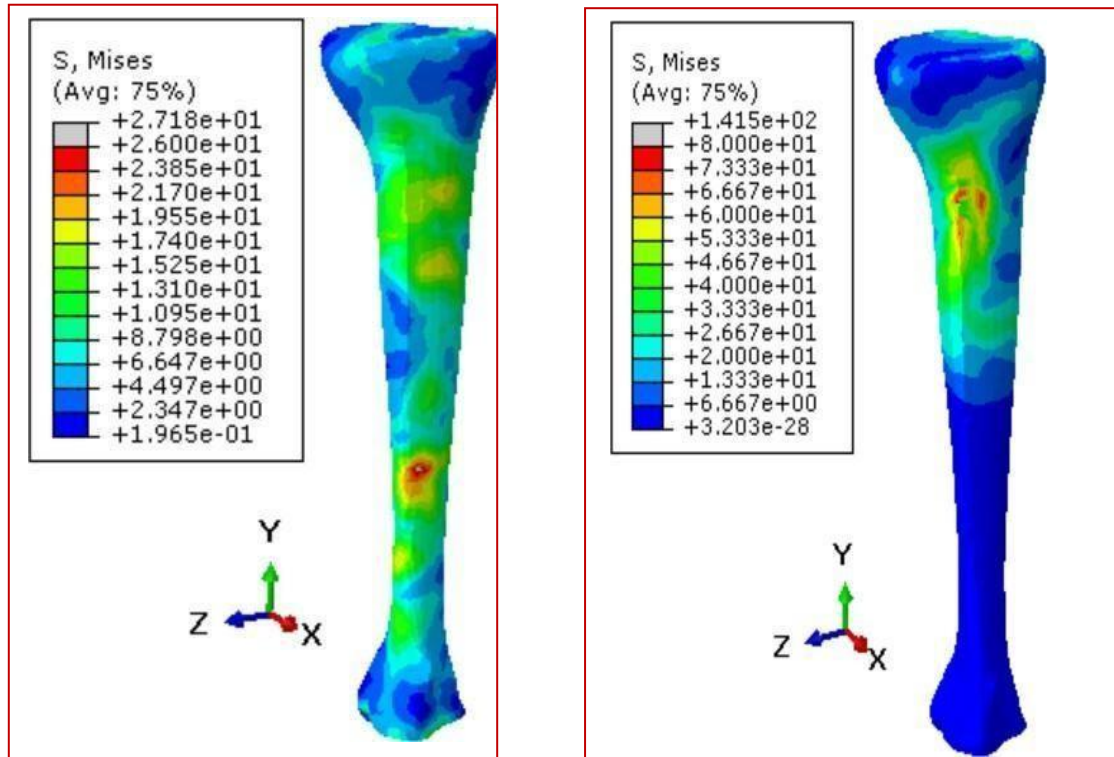 S, Mises
(Avg: 75%)
+2.718e+01
+2.600e+01
+2.385e+01
+2.170e+01
+1.955e+01
+1.740e+01
+1.525e+01
+1.310e+01
+1.095e+01
+8.798e+00
+6.647e+00
+4.497e+00
+2.347e+00
+1.965e-01
Y
Z
X
S, Mises
(Avg: 75%)
+1.415e+02
+8.000e+01
+7.333e+01
+6.667e+01
+6.000e+01
+5.333e+01
+4.667e+01
+4.000e+01
+3.333e+01
+2.667e+01
+2.000e+01
+1.333e+01
+6.667e+00
+3.203e-28
Y
Z
X